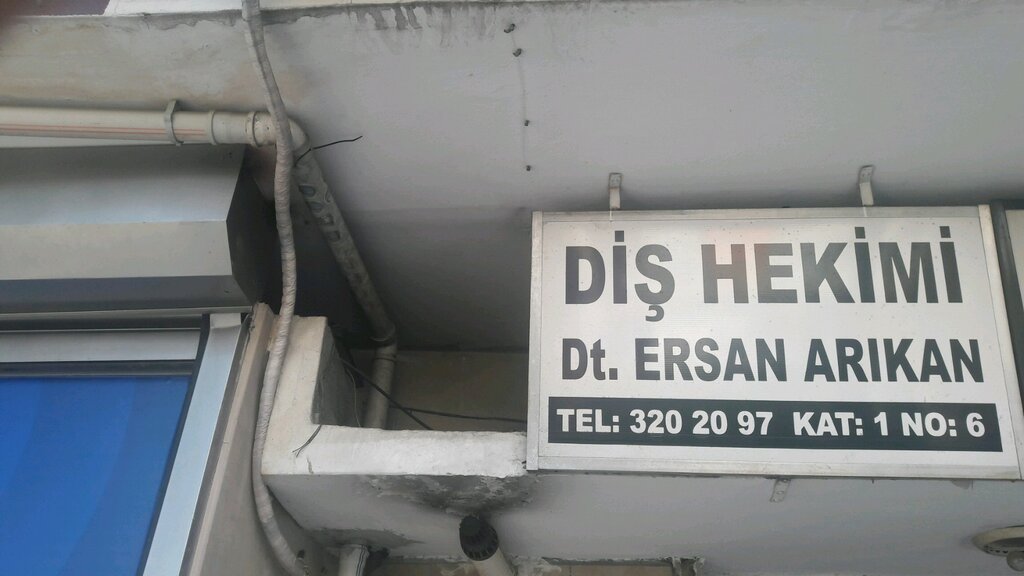 DİŞ HEKİMİ
Dt. ERSAN ARIKAN
TEL: 320 20 97 KAT: 1 NO: 6